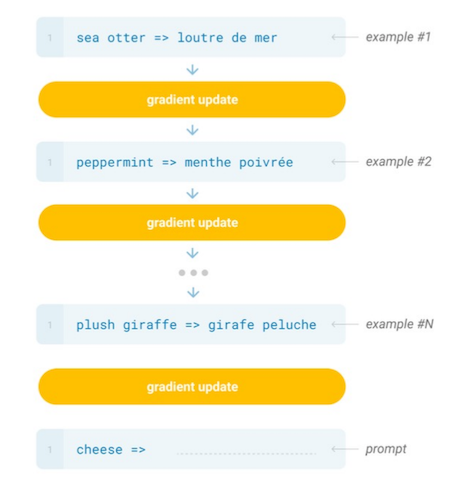 1 sea otter => loutre de mer example #1
gradient update
1 peppermint => menthe poivrée example #2
gradient update
1 plush giraffe => girafe peluche example #N
gradient update
1 cheese => prompt